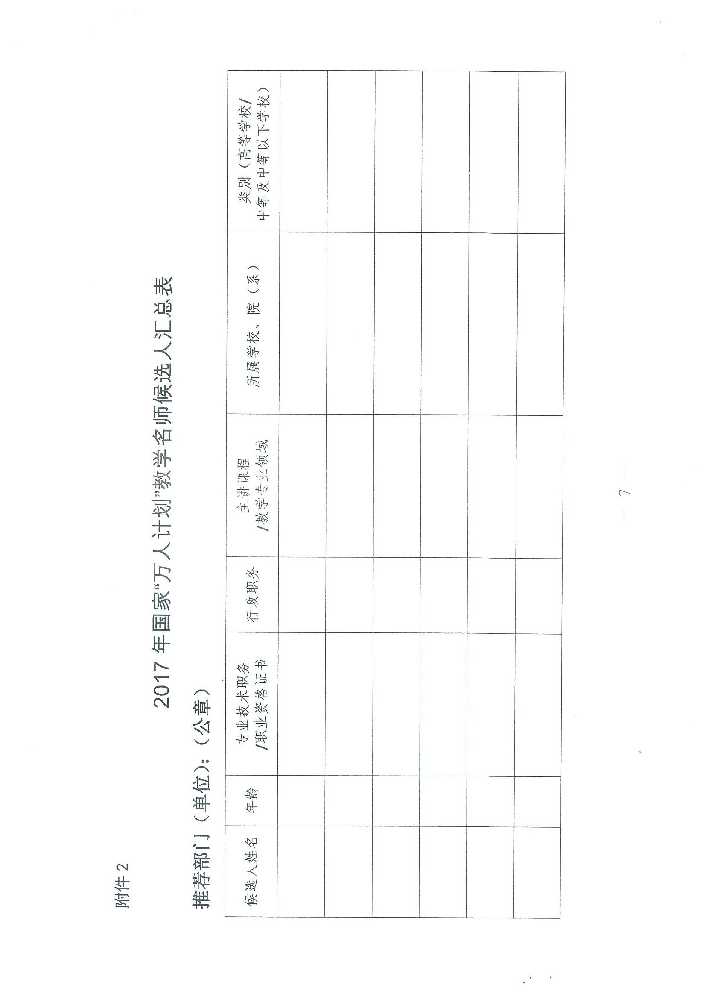 附件 2
2017 年国家“万人计划”教学名师候选人汇总表
推荐部门（单位）：（公章）
候选人姓名
年龄
专业技术职务
/职业资格证书
行政职务
主讲课程
/教学专业领域
所属学校、院（系）
类别（高等学校/
中等及中等以下学校）
— 7 —